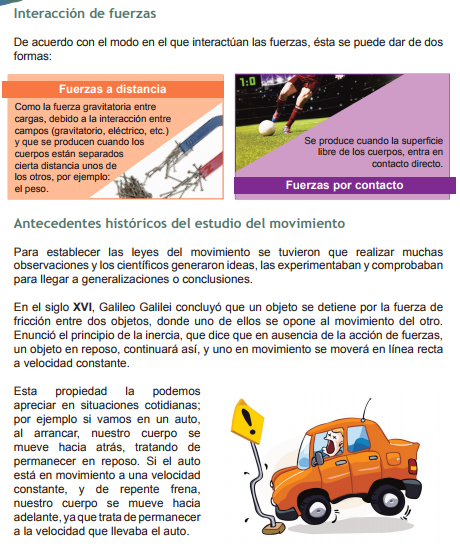 Interacción de fuerzas
De acuerdo con el modo en el que interactúan las fuerzas, ésta se puede dar de dos
formas:
Fuerzas a distancia
Como la fuerza gravitatoria entre
cargas, debido a la interacción entre
campos (gravitatorio, eléctrico, etc.)
y que se producen cuando los
cuerpos están separados
cierta distancia unos de
los otros, por ejemplo:
el peso.
1:0
Se produce cuando la superficie
libre de los cuerpos, entra en
contacto directo.
Fuerzas por contacto
Antecedentes históricos del estudio del movimiento
Para establecer las leyes del movimiento se tuvieron que realizar muchas
observaciones y los científicos generaron ideas, las experimentaban y comprobaban
para llegar a generalizaciones o conclusiones.
En el siglo XVI, Galileo Galilei concluyó que un objeto se detiene por la fuerza de
fricción entre dos objetos, donde uno de ellos se opone al movimiento del otro.
Enunció el principio de la inercia, que dice que en ausencia de la acción de fuerzas,
un objeto en reposo, continuará así, y uno en movimiento se moverá en línea recta
a velocidad constante.
Esta propiedad la podemos
apreciar en situaciones cotidianas;
por ejemplo si vamos en un auto,
al arrancar, nuestro cuerpo se
mueve hacia atrás, tratando de
permanecer en reposo. Si el auto
está en movimiento a una velocidad
constante, y de repente frena,
nuestro cuerpo se mueve hacia
adelante, ya que trata de permanecer
a la velocidad que llevaba el auto.
!